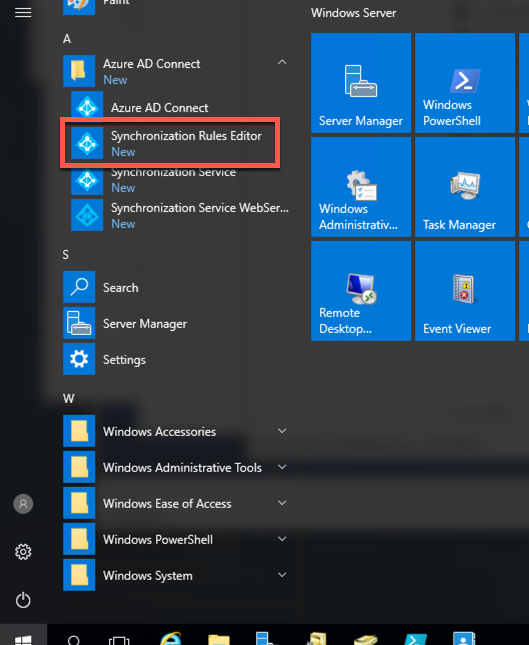 Paint
Windows Server
A
Azure AD Connect
New
Azure AD Connect
Synchronization Rules Editor
New
Synchronization Service
New
Synchronization Service WebSer...
New
S
Search
Server Manager
Settings
W
Windows Accessories
Windows Administrative Tools
Windows Ease of Access
Windows PowerShell
Windows System
Server Manager
Windows
PowerShell
Windows
Administrativ...
Task Manager
Remote
Desktop...
Event Viewer